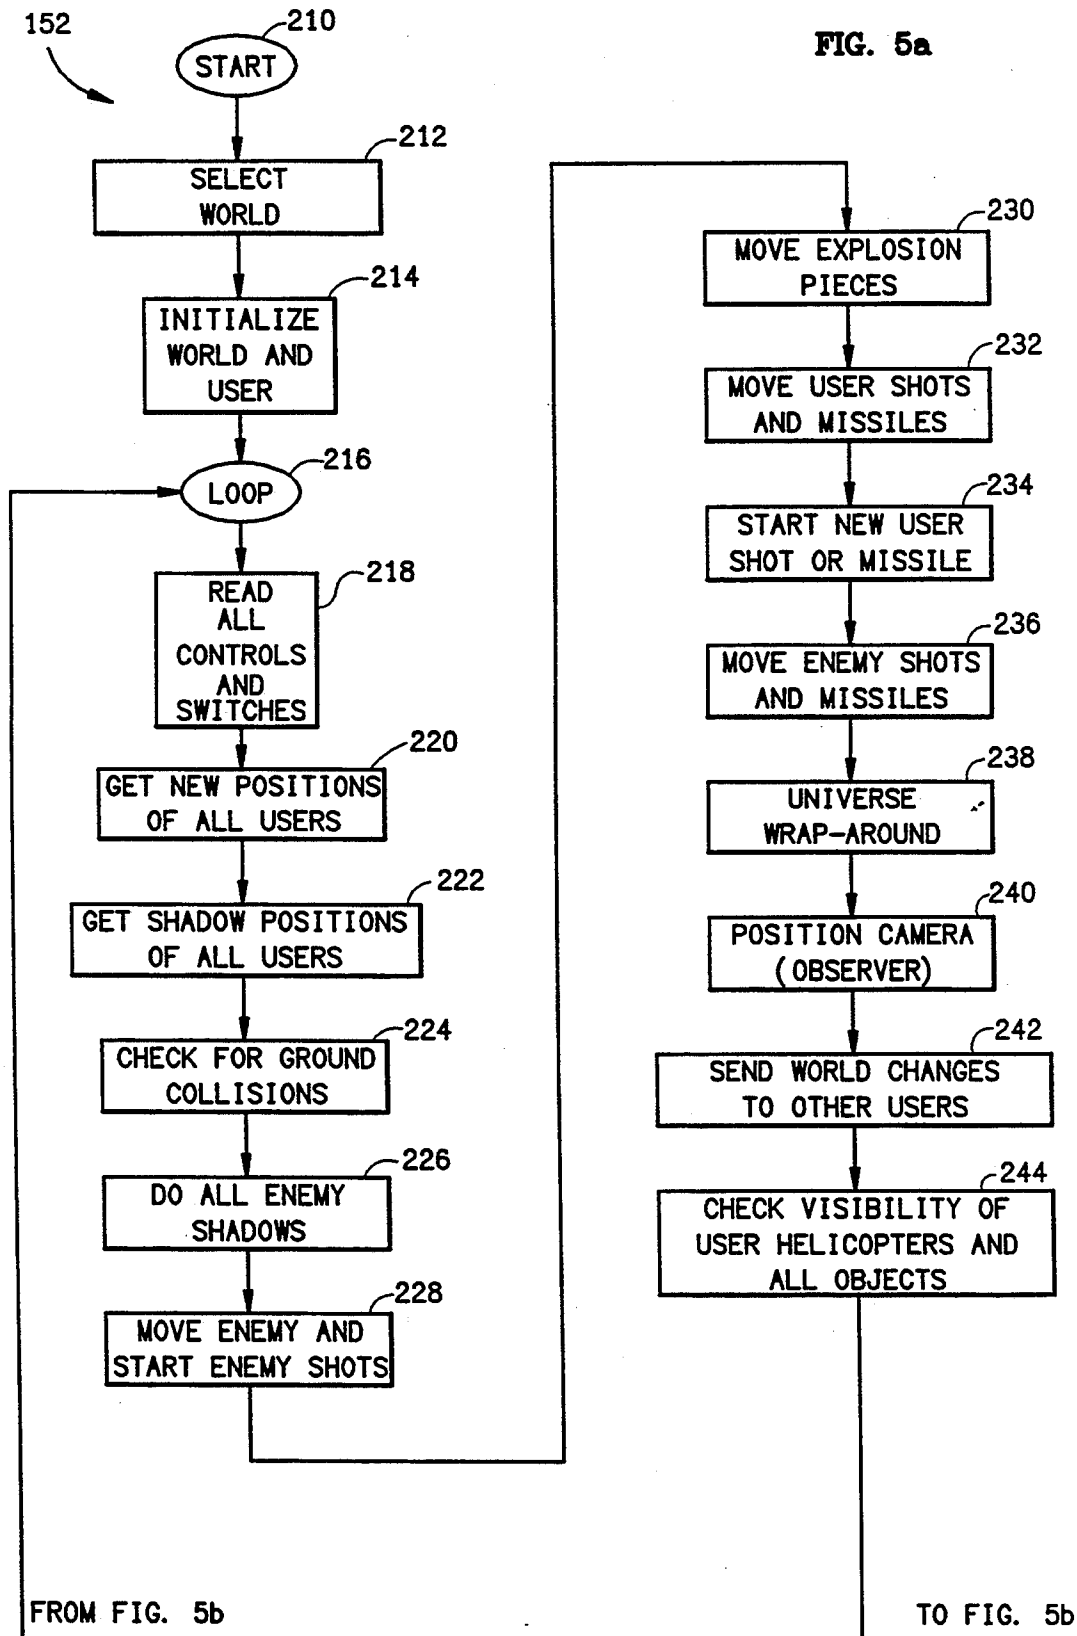 152
210
START
FIG. 5a
212
SELECT
WORLD
214
INITIALIZE
WORLD AND
USER
216
LOOP
218
READ
ALL
CONTROLS
AND
SWITCHES
220
GET NEW POSITIONS
OF ALL USERS
222
GET SHADOW POSITIONS
OF ALL USERS
224
CHECK FOR GROUND
COLLISIONS
226
DO ALL ENEMY
SHADOWS
228
MOVE ENEMY AND
START ENEMY SHOTS
230
MOVE EXPLOSION
PIECES
232
MOVE USER SHOTS
AND MISSILES
234
START NEW USER
SHOT OR MISSILE
236
MOVE ENEMY SHOTS
AND MISSILES
238
UNIVERSE
WRAP-AROUND
240
POSITION CAMERA
(OBSERVER)
242
SEND WORLD CHANGES
TO OTHER USERS
244
CHECK VISIBILITY OF
USER HELICOPTERS AND
ALL OBJECTS
FROM FIG. 5b
TO FIG. 5b